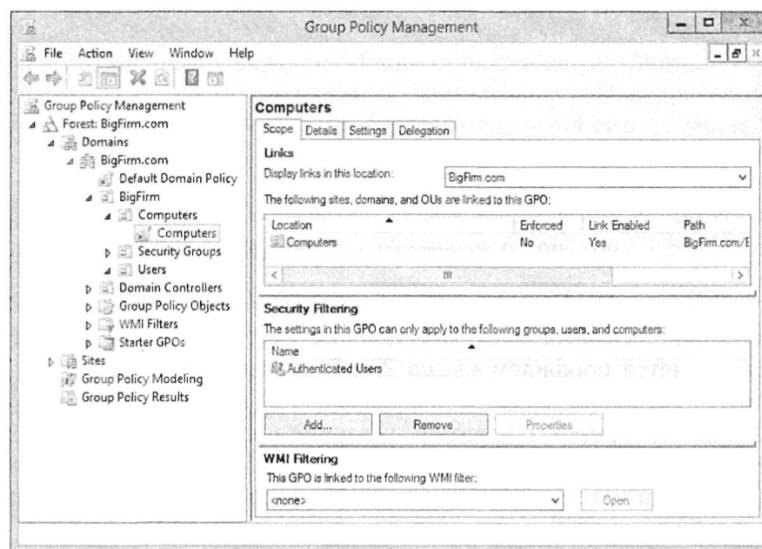 Group Policy Management
File Action View Window Help
Group Policy Management
Forest: BigFirm.com
Domains
BigFirm.com
Default Domain Policy
BigFirm
Computers
Computers
Security Groups
Users
Domain Controllers
Group Policy Objects
WMI Filters
Starter GPOs
Sites
Group Policy Modeling
Group Policy Results
Computers
Scope Details Settings Delegation
Links
Display links in this location: BigFirm.com
The following sites, domains, and OUs are linked to this GPO:
Location Enforced Link Enabled Path
Computers No Yes BigFirm.com/E
Security Filtering
The settings in this GPO can only apply to the following groups, users, and computers:
Name
Authenticated Users
Add... Remove Properties
WMI Filtering
This GPO is linked to the following WMI filter:
<none> Open